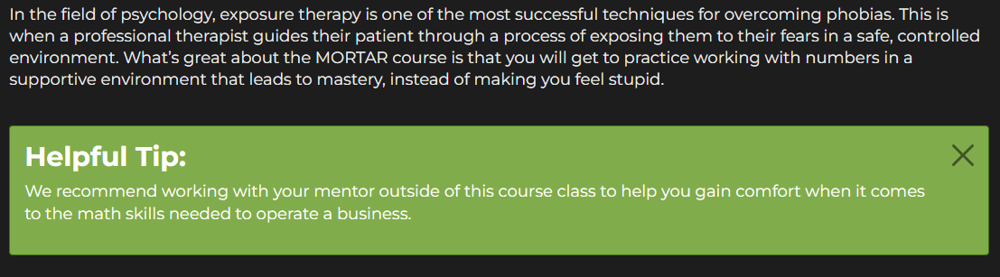 In the field of psychology, exposure therapy is one of the most successful techniques for overcoming phobias. This is
when a professional therapist guides their patient through a process of exposing them to their fears in a safe, controlled
environment. What's great about the MORTAR course is that you will get to practice working with numbers in a
supportive environment that leads to mastery, instead of making you feel stupid.
Helpful Tip:
We recommend working with your mentor outside of this course class to help you gain comfort when it comes
to the math skills needed to operate a business.